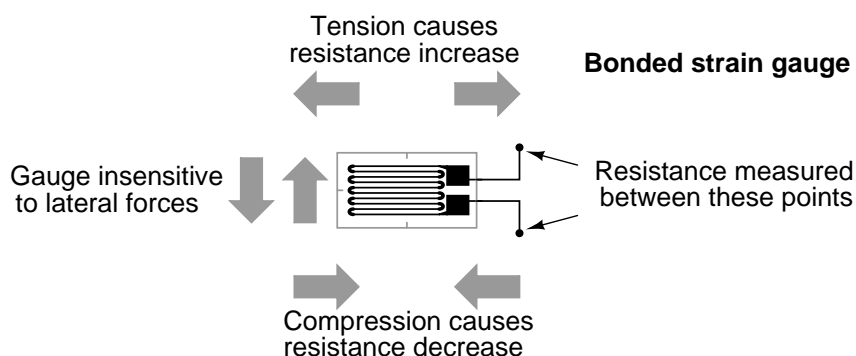 Tension causes
resistance increase
Bonded strain gauge
Gauge insensitive
to lateral forces
Resistance measured
between these points
Compression causes
resistance decrease